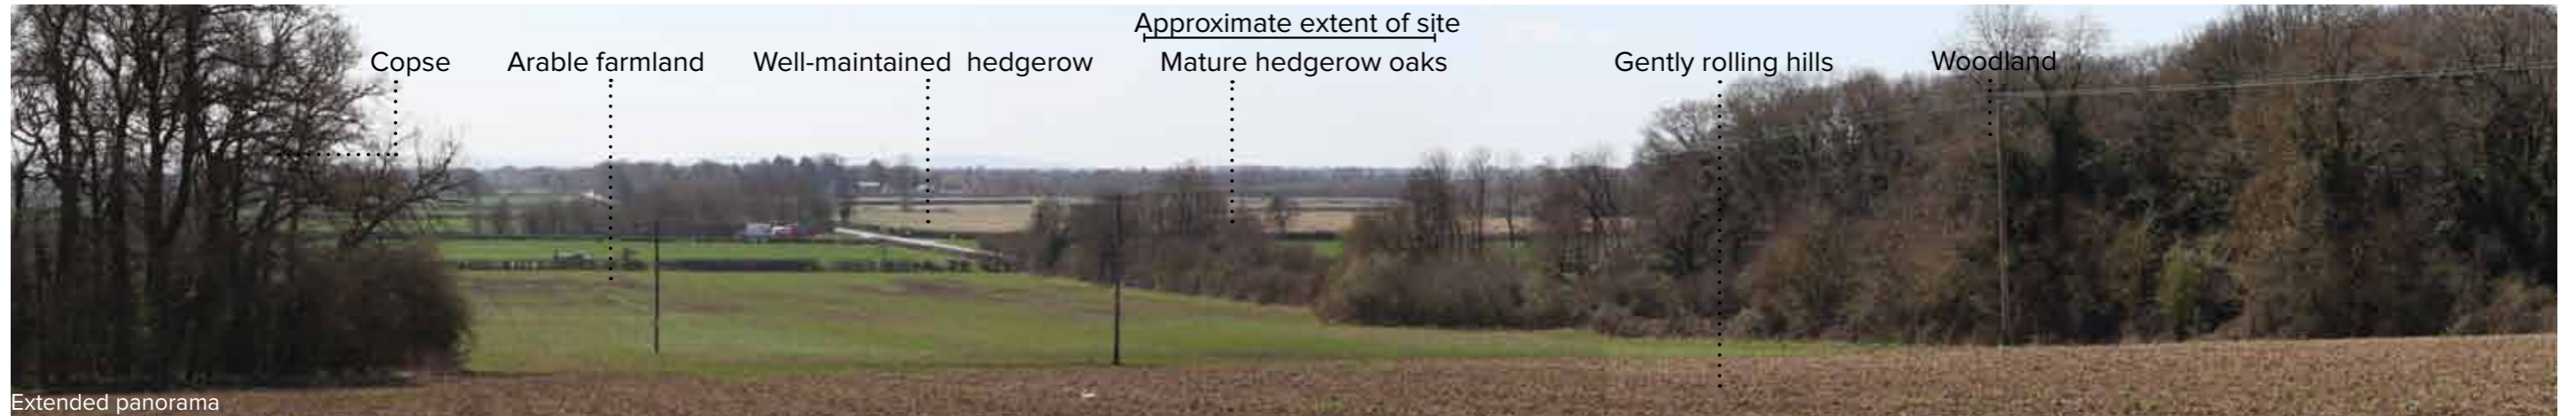 Approximate extent of site
Copse Arable farmland Well-maintained hedgerow Mature hedgerow oaks Gently rolling hills Woodland
Extended panorama